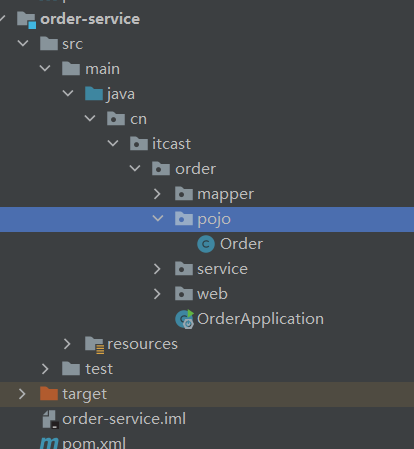 order-service
src
main
java
cn
itcast
order
mapper
pojo
Order
service
web
OrderApplication
resources
test
target
order-service.iml
pom.xml